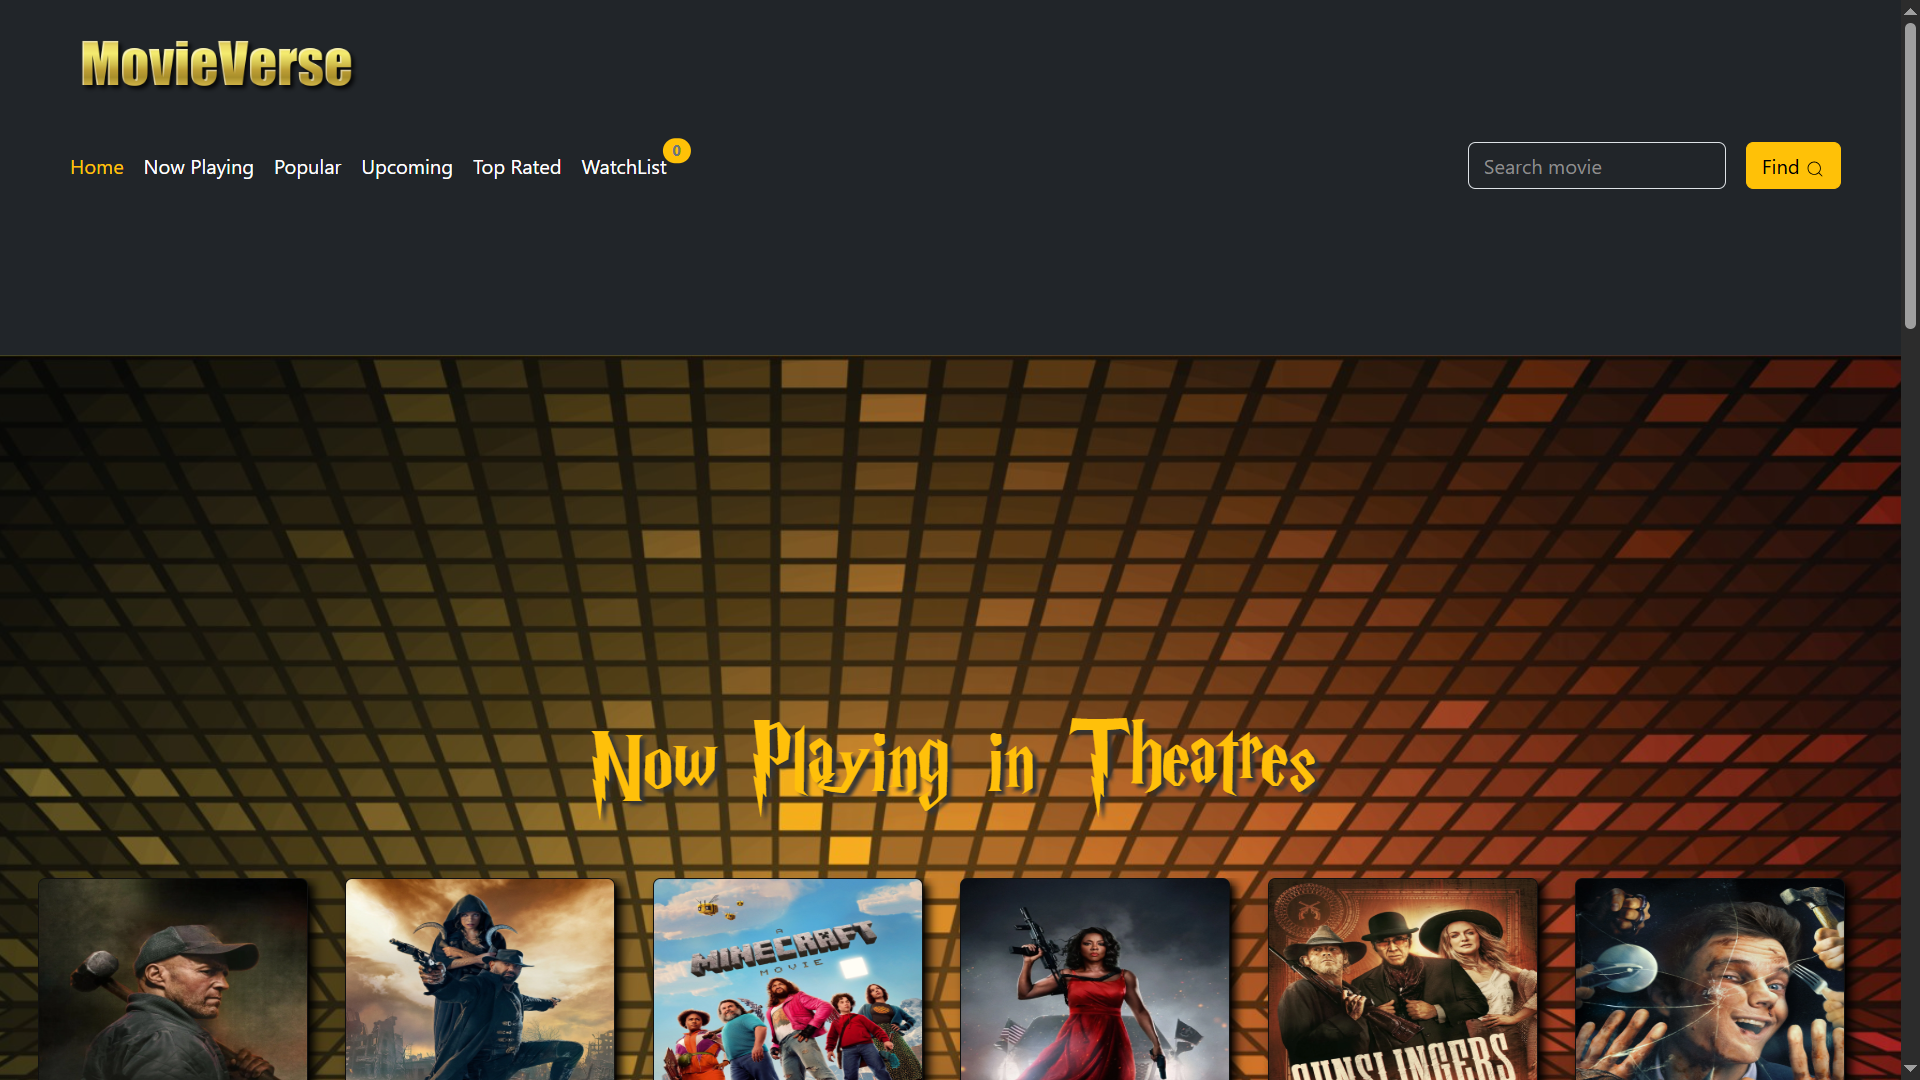 MovieVerse
Home Now Playing Popular Upcoming Top Rated WatchList 0
Search movie
Find
Now Playing in Theatres
A
MINECRAFT
MOVIE
GUNSLINGERS